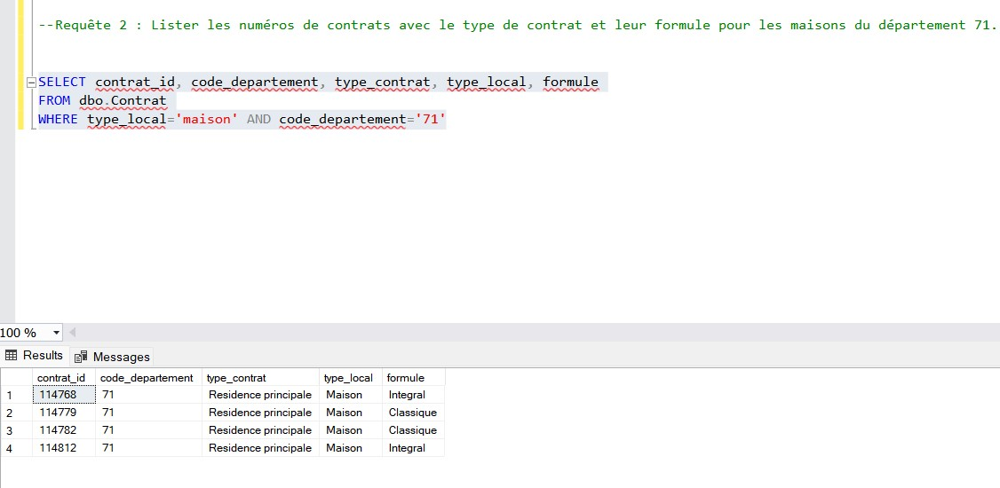 --Requête 2 : Lister les numéros de contrats avec le type de contrat et leur formule pour les maisons du département 71.
SELECT contrat_id, code_departement, type_contrat, type_local, formule
FROM dbo.Contrat
WHERE type_local='maison' AND code_departement='71'
100 %
Results Messages
contrat_id code_departement type_contrat type_local formule
1 114768 71 Residence principale Maison Integral
2 114779 71 Residence principale Maison Classique
3 114782 71 Residence principale Maison Classique
4 114812 71 Residence principale Maison Integral